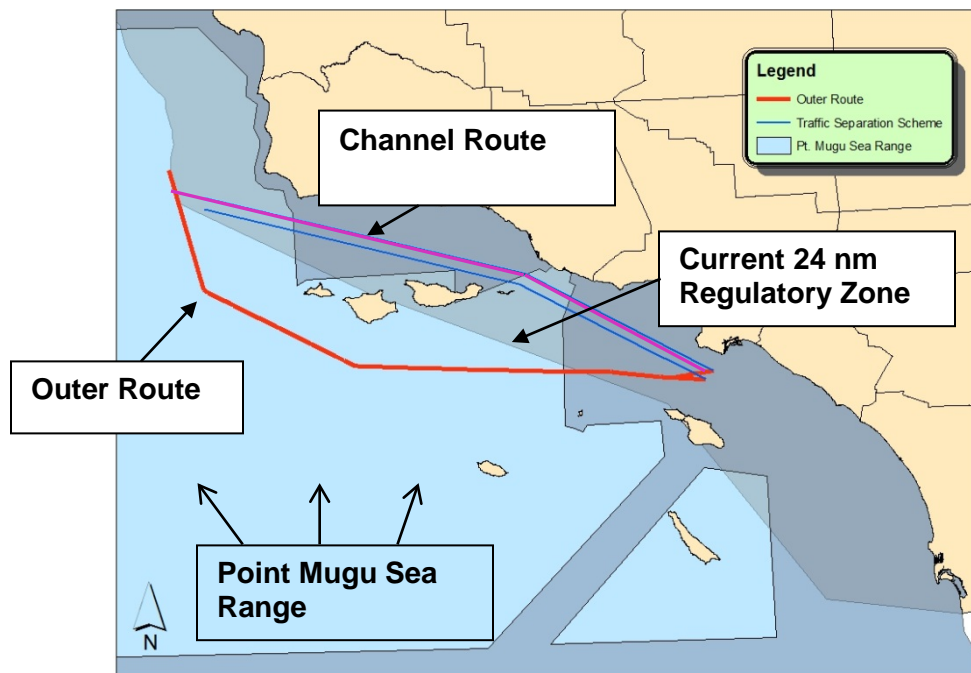 Legend
Outer Route
Traffic Separation Scheme
Pt. Mugu Sea Range
Channel Route
Current 24 nm
Regulatory Zone
Outer Route
Point Mugu Sea
Range
N